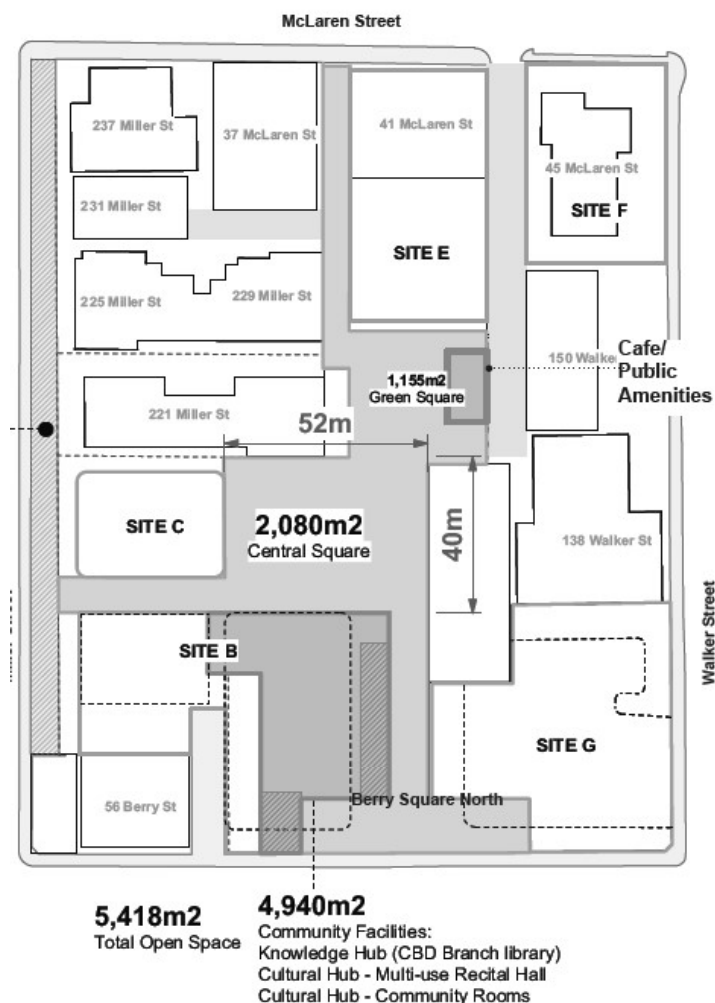 McLaren Street
237 Miller St
37 McLaren St
41 McLaren St
45 McLaren St
SITE F
231 Miller St
SITE E
225 Miller St
229 Miller St
Cafe/
Public
Amenities
150 Walke
1,155m2
Green Square
221 Miller St
52m
SITE C
2,080m2
Central Square
40m
138 Walker St
Walker Street
SITE B
SITE G
56 Berry St
Berry Square North
5,418m2
Total Open Space
4,940m2
Community Facilities:
Knowledge Hub (CBD Branch library)
Cultural Hub - Multi-use Recital Hall
Cultural Hub - Community Rooms